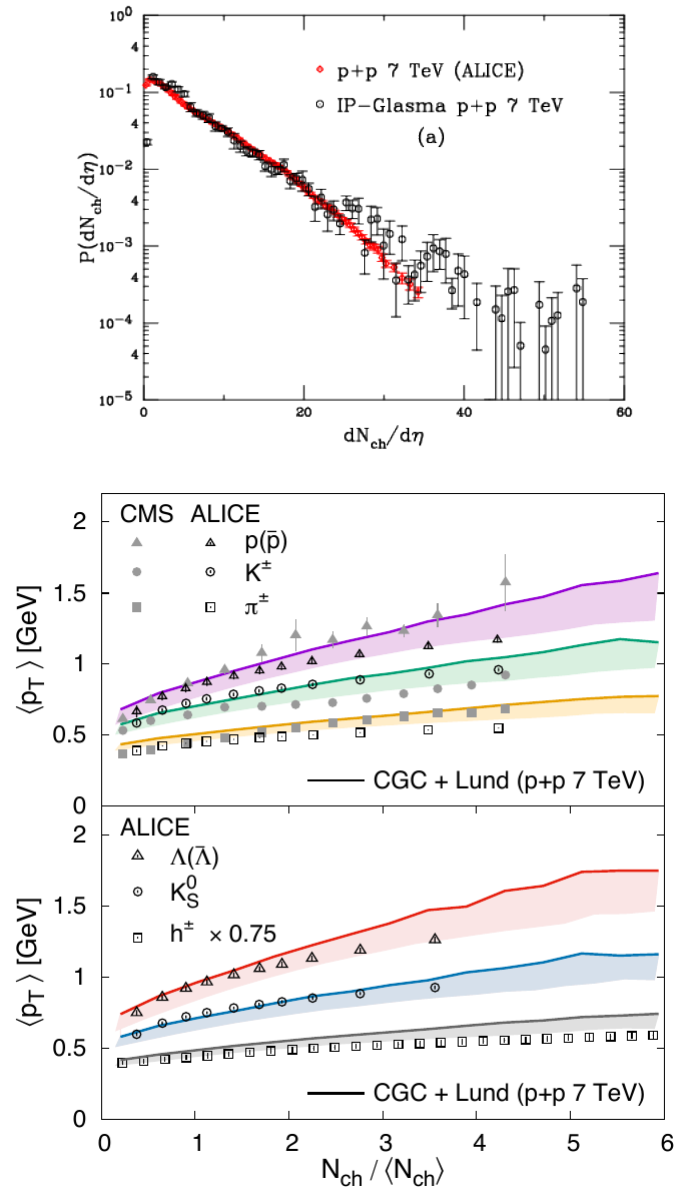 10⁰
4
10⁻¹
4
10⁻²
4
10⁻³
4
10⁻⁴
4
10⁻⁵
P(dN_ch/dη)
p+p 7 TeV (ALICE)
IP-Glasma p+p 7 TeV
(a)
0 20 40 60
dN_ch/dη
2
1.5
1
0.5
0
⟨p_T⟩ [GeV]
CMS ALICE
p(p̄)
K^±
π^±
CGC + Lund (p+p 7 TeV)
2
1.5
1
0.5
0
⟨p_T⟩ [GeV]
ALICE
Λ(Λ̄)
K_S^0
h^± × 0.75
CGC + Lund (p+p 7 TeV)
0 1 2 3 4 5 6
N_ch / ⟨N_ch⟩